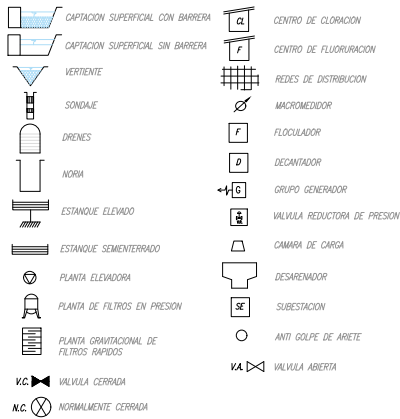 CAPTACION SUPERFICIAL CON BARRERA
CAPTACION SUPERFICIAL SIN BARRERA
VERTIENTE
SONDAJE
DRENES
NORIA
ESTANQUE ELEVADO
ESTANQUE SEMIENTERRADO
PLANTA ELEVADORA
PLANTA DE FILTROS EN PRESION
PLANTA GRAVITACIONAL DE
FILTROS RAPIDOS
V.C. VALVULA CERRADA
N.C. NORMALMENTE CERRADA
CL CENTRO DE CLORACION
F CENTRO DE FLUORURACION
REDES DE DISTRIBUCION
MACROMEDIDOR
F FLOCULADOR
D DECANTADOR
G GRUPO GENERADOR
VALVULA REDUCTORA DE PRESION
CAMARA DE CARGA
DESARENADOR
SE SUBESTACION
ANTI GOLPE DE ARIETE
V.A. VALVULA ABIERTA